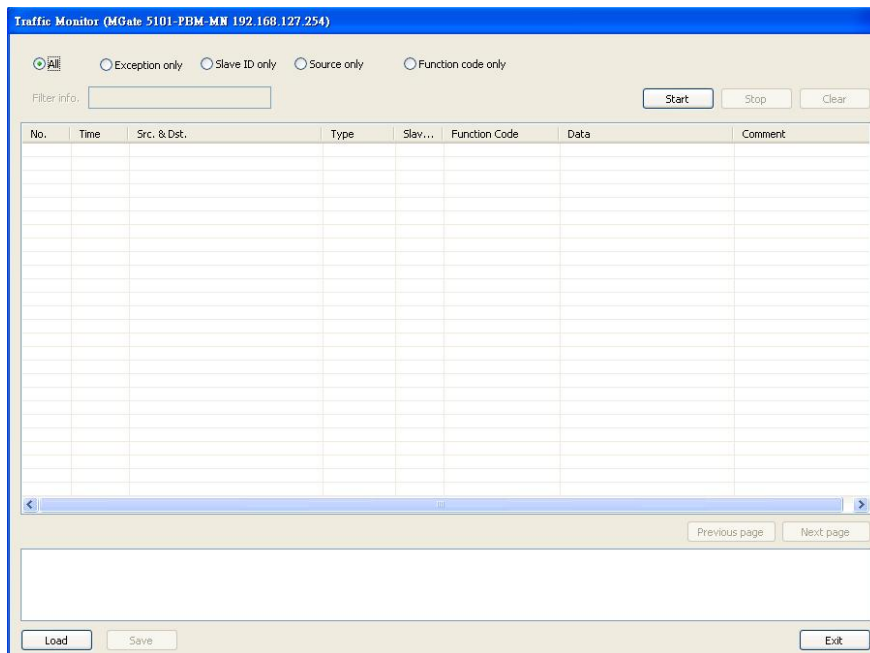 Traffic Monitor (MGate 5101-PBM-MN 192.168.127.254)
All Exception only Slave ID only Source only Function code only
Filter info. Start Stop Clear
No. Time Src. & Dst. Type Slav... Function Code Data Comment
Previous page Next page
Load Save Exit